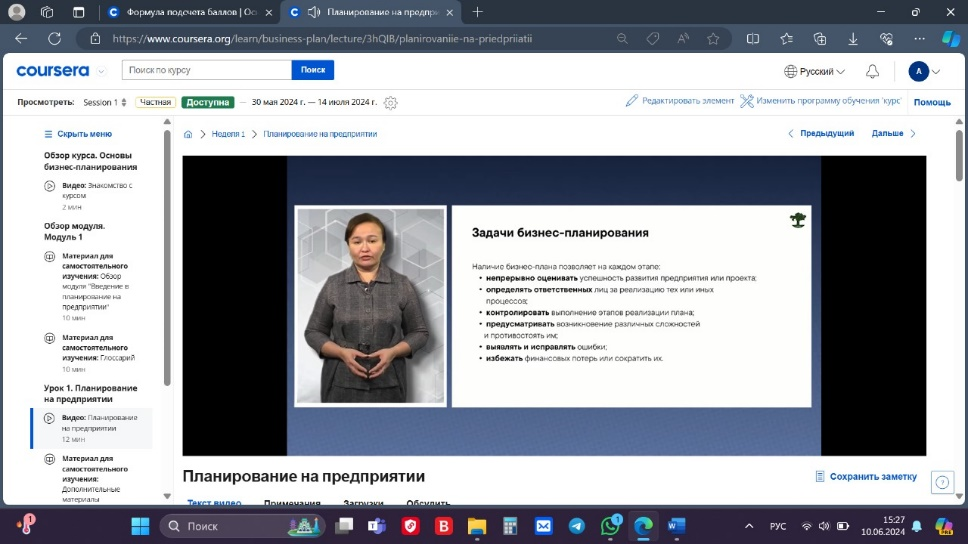 Формула подсчета баллов | Ос
Планирование на предпри
https://www.coursera.org/learn/business-plan/lecture/3hQI8/planirovaniie-na-priedpriiatii
coursera
Поиск по курсу
Поиск
Русский
A
Просмотреть:
Session 1
Частная
Доступна
— 30 мая 2024 г. — 14 июля 2024 г.
Редактировать элемент
Изменить программу обучения 'курс'
Помощь
Скрыть меню
Неделя 1
Планирование на предприятии
Предыдущий
Дальше
Обзор курса. Основы
бизнес-планирования
Видео: Знакомство с
курсом
2 мин
Обзор модуля.
Модуль 1
Материал для
самостоятельного
изучения: Обзор
модуля "Введение в
планирование на
предприятии"
10 мин
Материал для
самостоятельного
изучения: Глоссарий
10 мин
Урок 1. Планирование
на предприятии
Видео: Планирование
на предприятии
12 мин
Материал для
самостоятельного
изучения:
Дополнительные
материалы
Задачи бизнес-планирования
Наличие бизнес-плана позволяет на каждом этапе:
• непрерывно оценивать успешность развития предприятия или проекта;
• определять ответственных лиц за реализацию тех или иных
процессов;
• контролировать выполнение этапов реализации плана;
• предусматривать возникновение различных сложностей
и противостоять им;
• выявлять и исправлять ошибки;
• избежать финансовых потерь или сократить их.
Планирование на предприятии
Сохранить заметку
Текст видео
Примечания
Загрузки
Обсудить
1
Поиск
1
РУС
15:27
10.06.2024